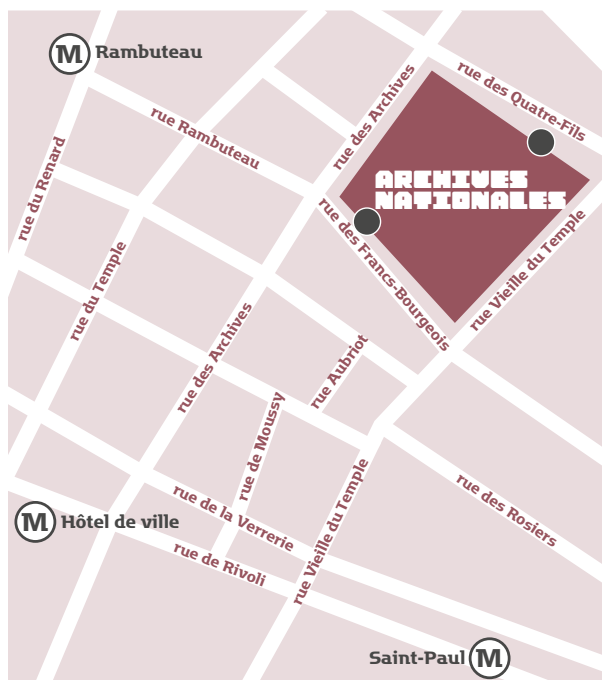 M Rambuteau
rue des Archives
rue des Quatre-Fils
rue Rambuteau
rue du Renard
ARCHIVES
NATIONALES
rue des Francs-Bourgeois
rue Vieille du Temple
rue du Temple
rue des Archives
rue Aubriot
rue de Moussy
rue Vieille du Temple
rue des Rosiers
M Hôtel de ville
rue de la Verrerie
rue de Rivoli
Saint-Paul M